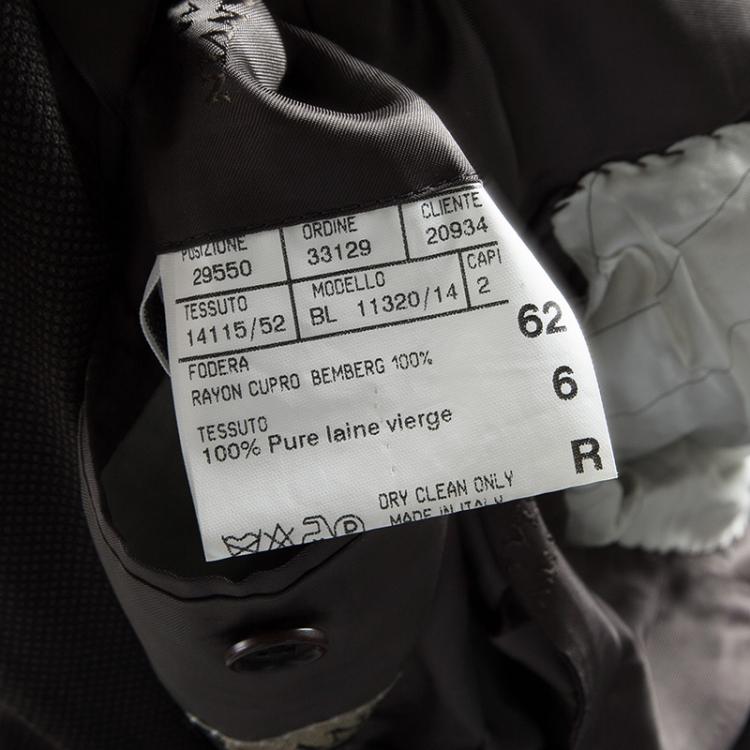 POSIZIONE ORDINE CLIENTE
29550 33129 20934
TESSUTO MODELLO CAPI
14115/52 BL 11320/14 2
62
FODERA
RAYON CUPRO BEMBERG 100%
6
TESSUTO
100% Pure laine vierge
R
DRY CLEAN ONLY
MADE IN ITALY
P